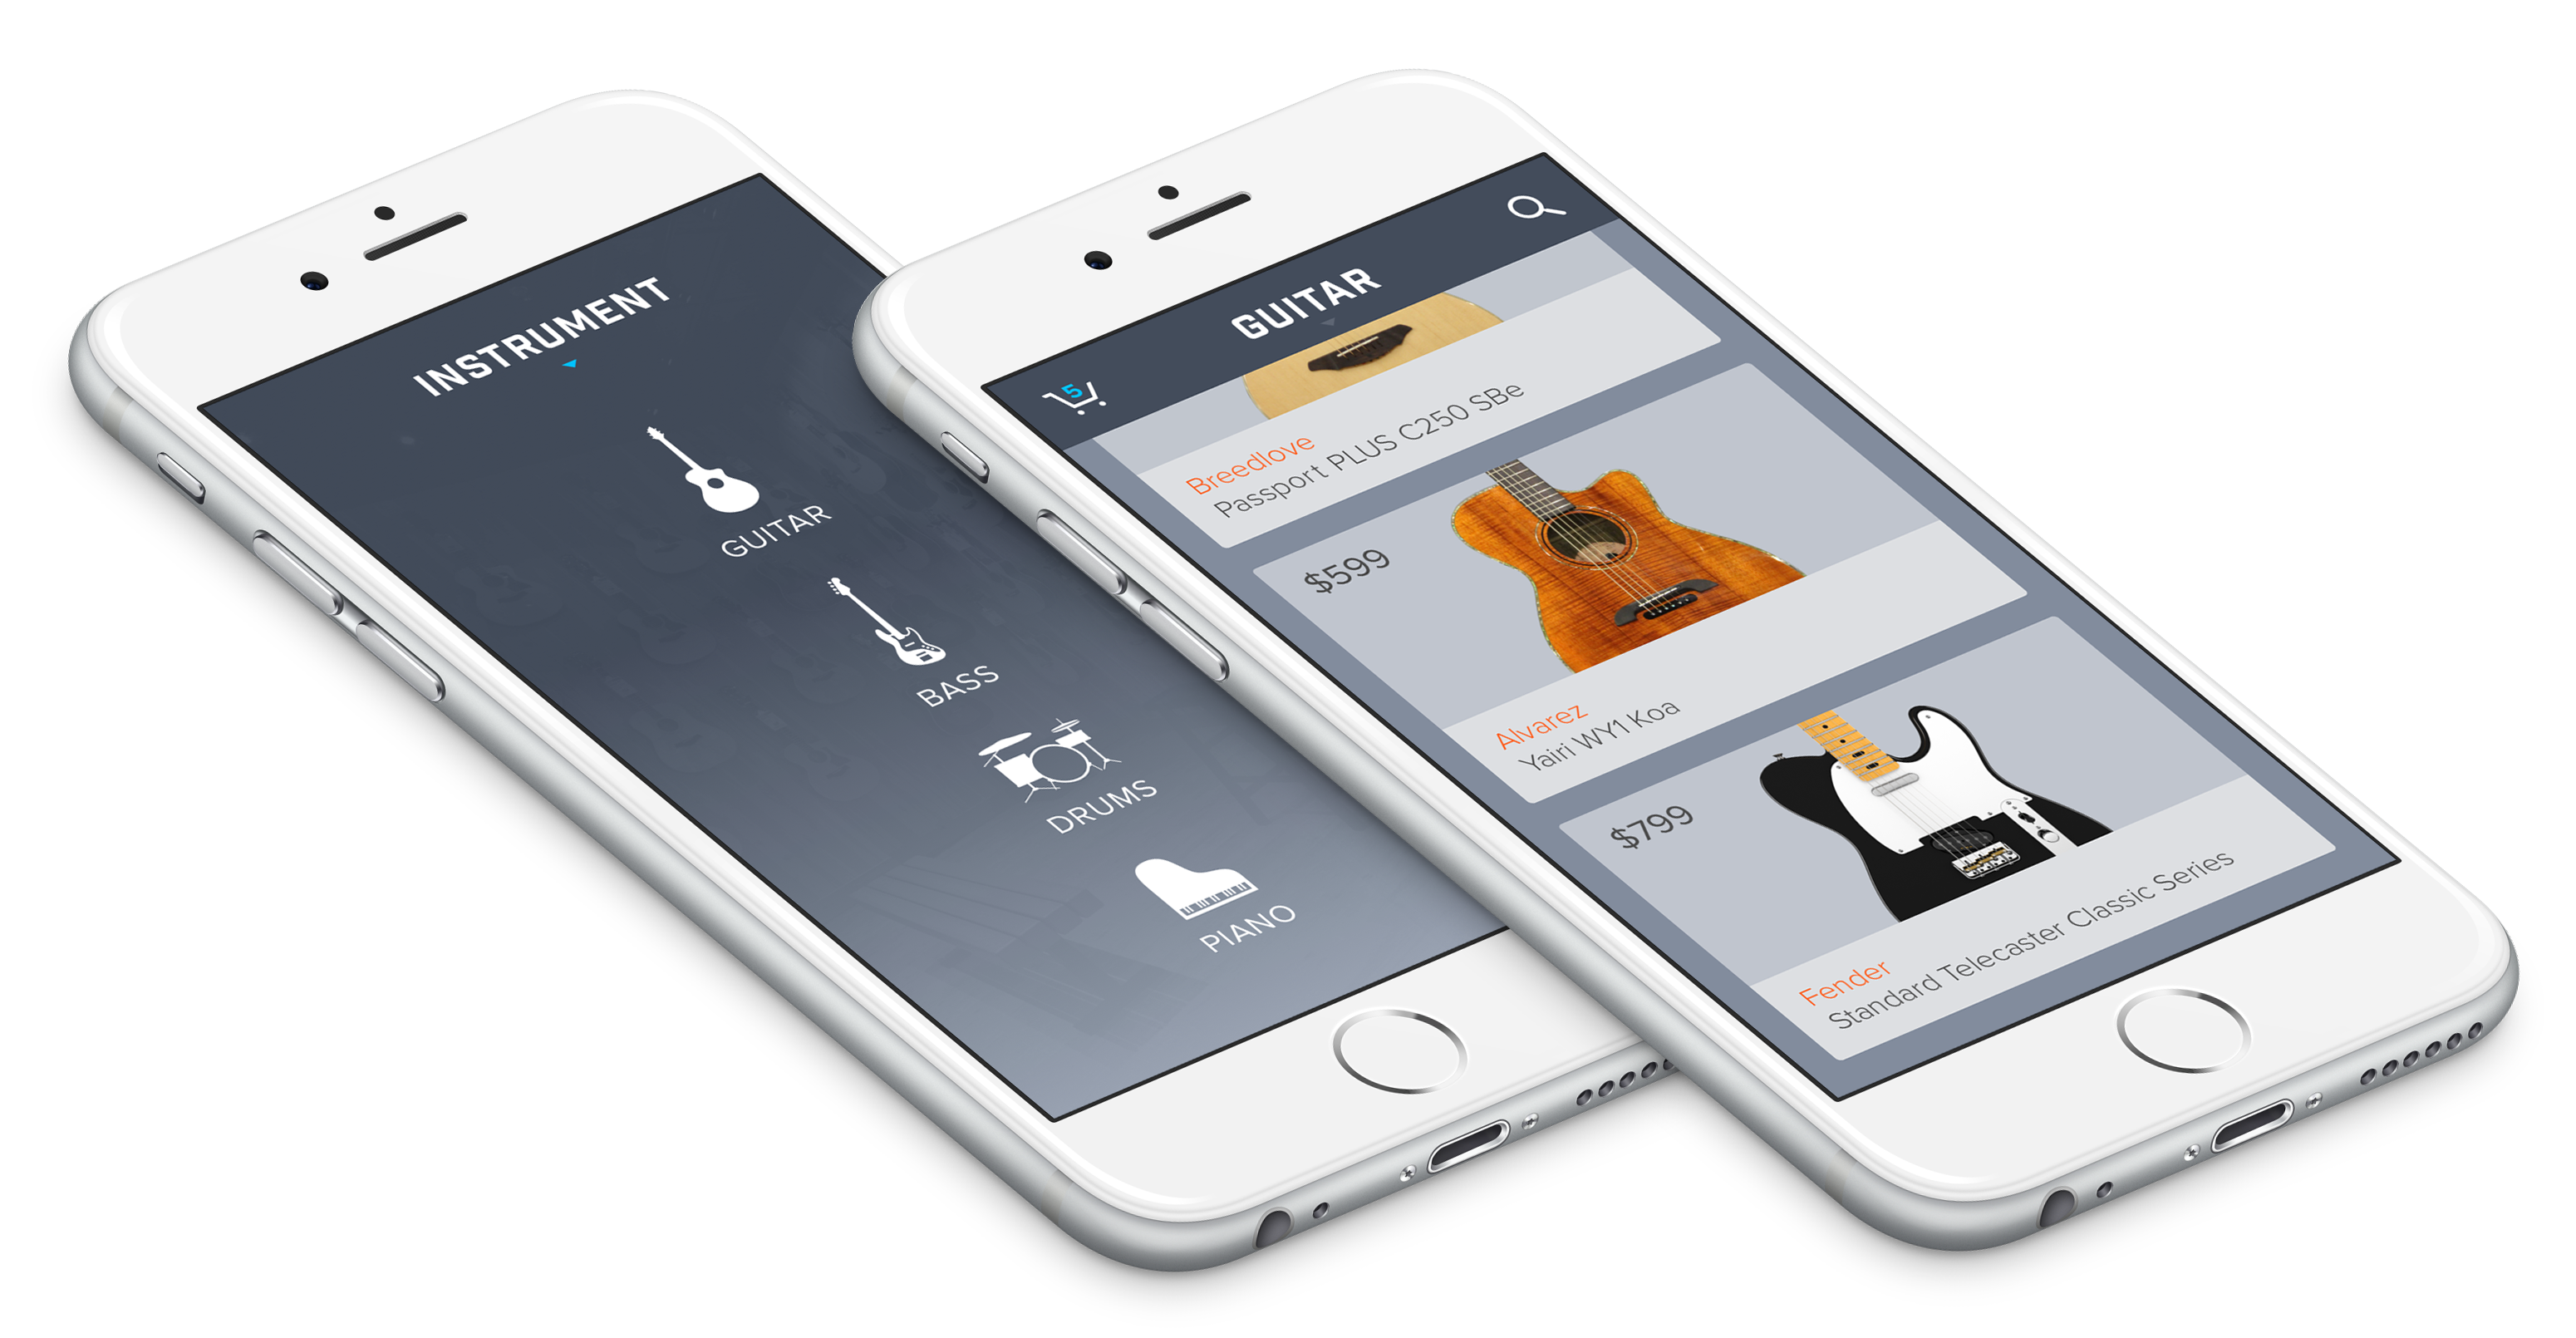 INSTRUMENT
GUITAR
BASS
DRUMS
PIANO
GUITAR
5
Breedlove
Passport PLUS C250 SBe
$599
Alvarez
Yairi WY1 Koa
$799
Fender
Standard Telecaster Classic Series